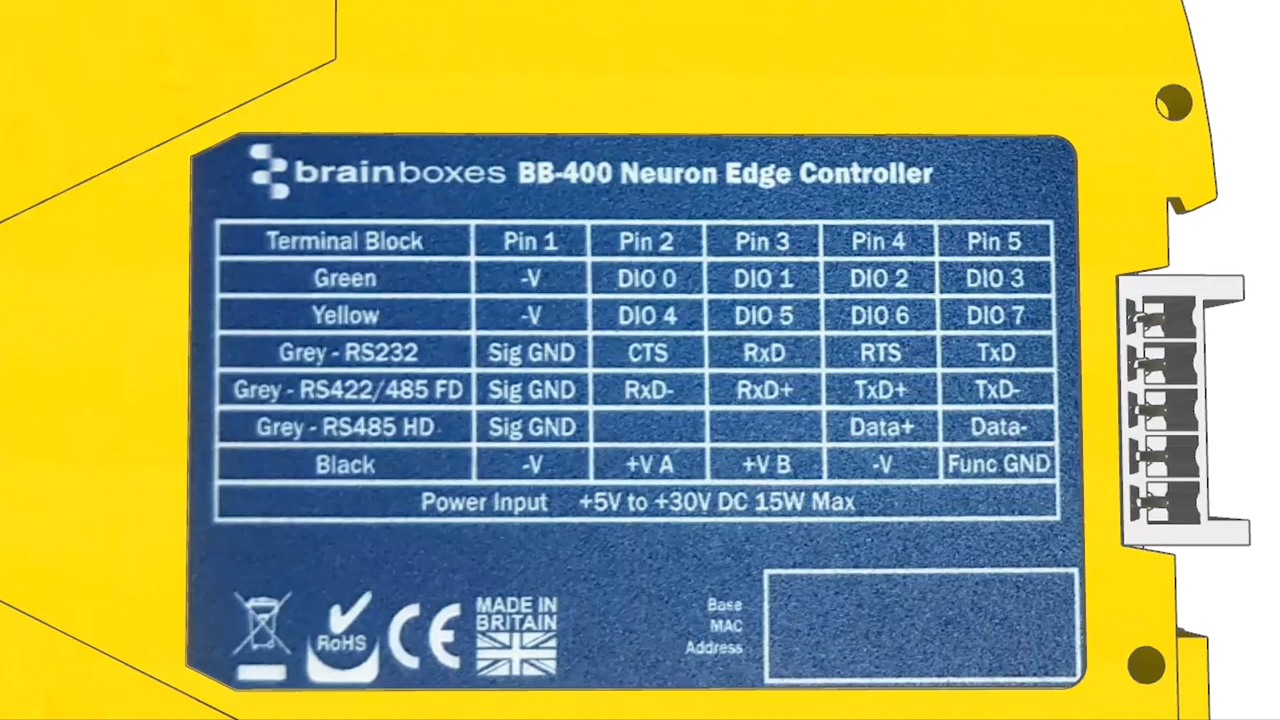 brainboxes BB-400 Neuron Edge Controller
Terminal Block Pin 1 Pin 2 Pin 3 Pin 4 Pin 5
Green -V DIO 0 DIO 1 DIO 2 DIO 3
Yellow -V DIO 4 DIO 5 DIO 6 DIO 7
Grey - RS232 Sig GND CTS RxD RTS TxD
Grey - RS422/485 FD Sig GND RxD- RxD+ TxD+ TxD-
Grey - RS485 HD Sig GND Data+ Data-
Black -V +V A +V B -V Func GND
Power Input +5V to +30V DC 15W Max
RoHS
CE
MADE IN
BRITAIN
Base
MAC
Address